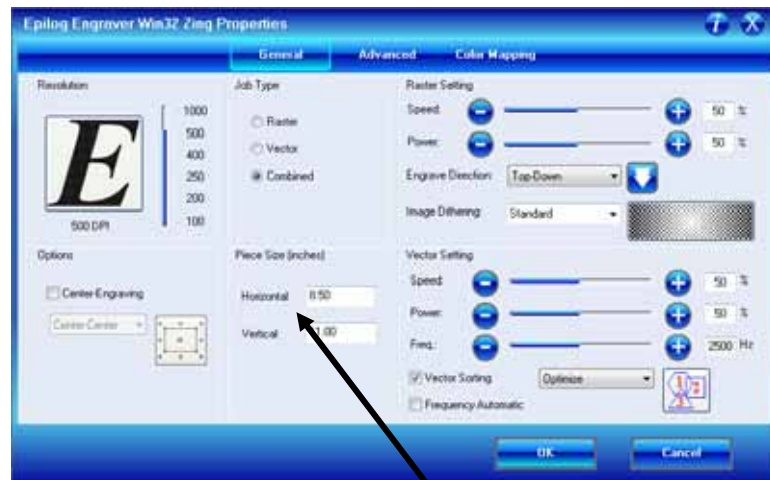 Epilog Engraver Win32 Zing Properties
General Advanced Color Mapping
Resolution
1000
500
400
250
200
100
500 DPI
Job Type
Raster
Vector
Combined
Raster Setting
Speed: 50 %
Power: 50 %
Engrave Direction: Top-Down
Image Dithering: Standard
Options
Center-Engraving
Center-Center
Piece Size (inches)
Horizontal 8.50
Vertical 1.00
Vector Setting
Speed: 50 %
Power: 50 %
Freq.: 2500 Hz
Vector Sorting Optimize
Frequency Automatic
OK Cancel